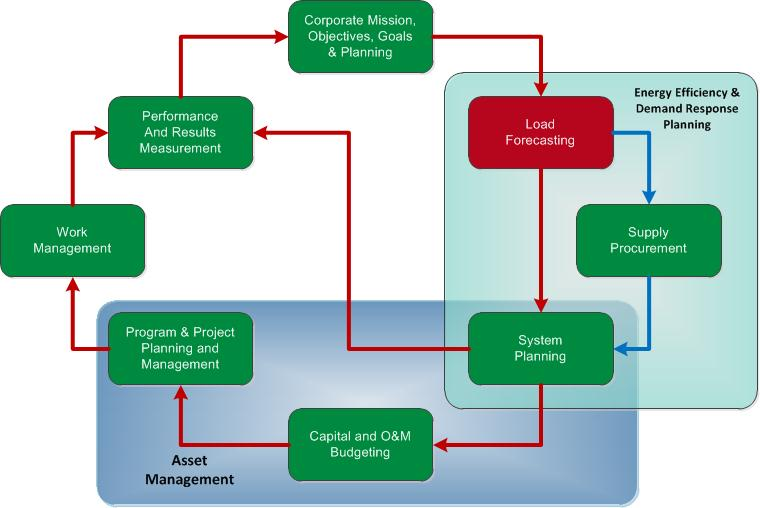 Corporate Mission,
Objectives, Goals
& Planning
Energy Efficiency &
Demand Response
Planning
Performance
And Results
Measurement
Load
Forecasting
Work
Management
Supply
Procurement
Program & Project
Planning and
Management
System
Planning
Capital and O&M
Budgeting
Asset
Management